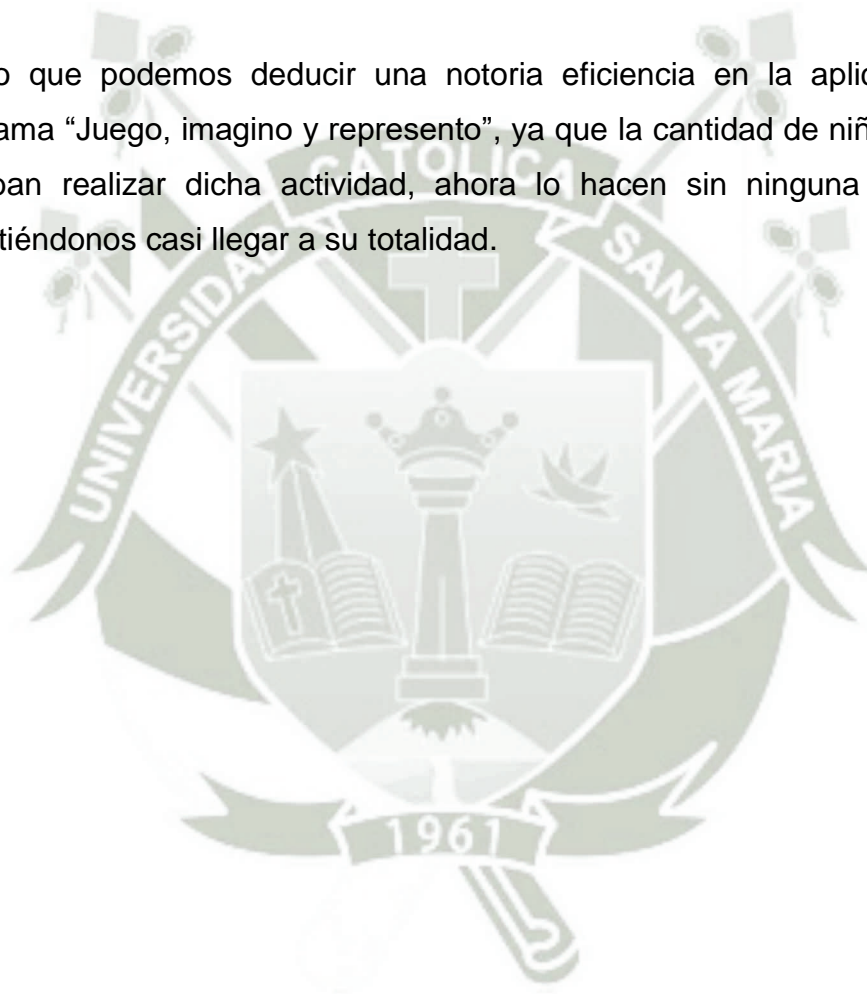 o que podemos deducir una notoria eficiencia en la aplic
ama “Juego, imagino y represento”, ya que la cantidad de niñ
ban realizar dicha actividad, ahora lo hacen sin ninguna
tiéndonos casi llegar a su totalidad.
UNIVERSIDAD CATOLICA SANTA MARIA
1961